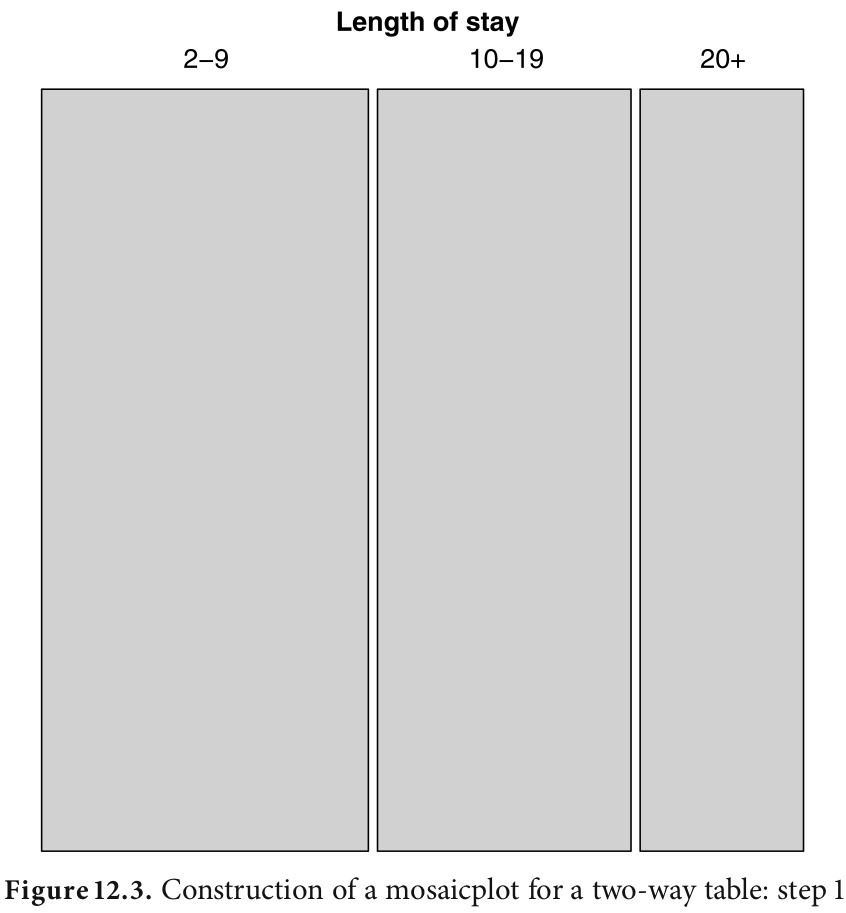 Length of stay
2–9 10–19 20+
Figure 12.3. Construction of a mosaicplot for a two-way table: step 1